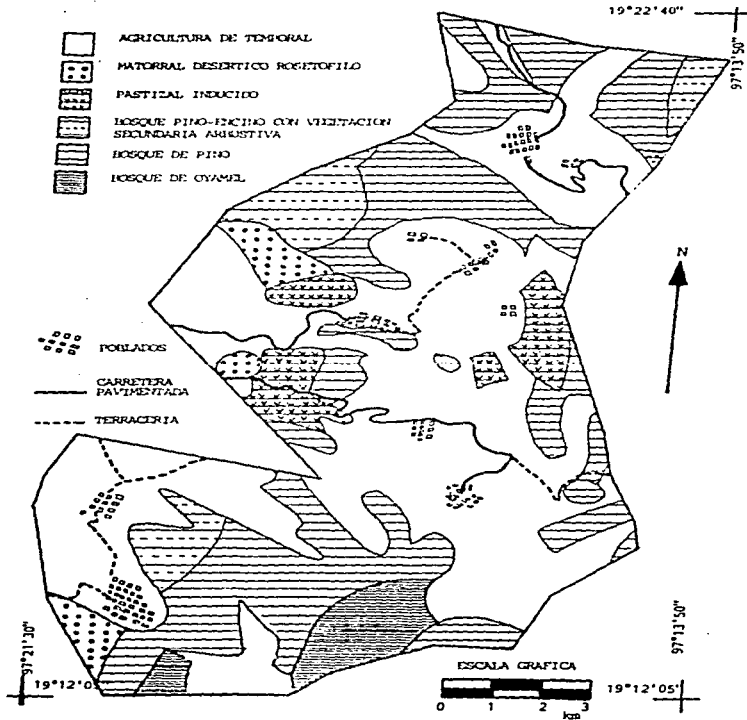 19°22'40"
97°13'50"
AGRICULTURA DE TEMPORAL
MATORRAL DESERTICO ROSETOFILO
PASTIZAL INDUCIDO
BOSQUE PINO-ENCINO CON VEGETACION
SECUNDARIA ARBUSTIVA
BOSQUE DE PINO
BOSQUE DE OYAMEL
N
POBLADOS
CARRETERA
PAVIMENTADA
TERRACERIA
97°21'30"
97°13'50"
19°12'05"
ESCALA GRAFICA
0 1 2 3
km
19°12'05"